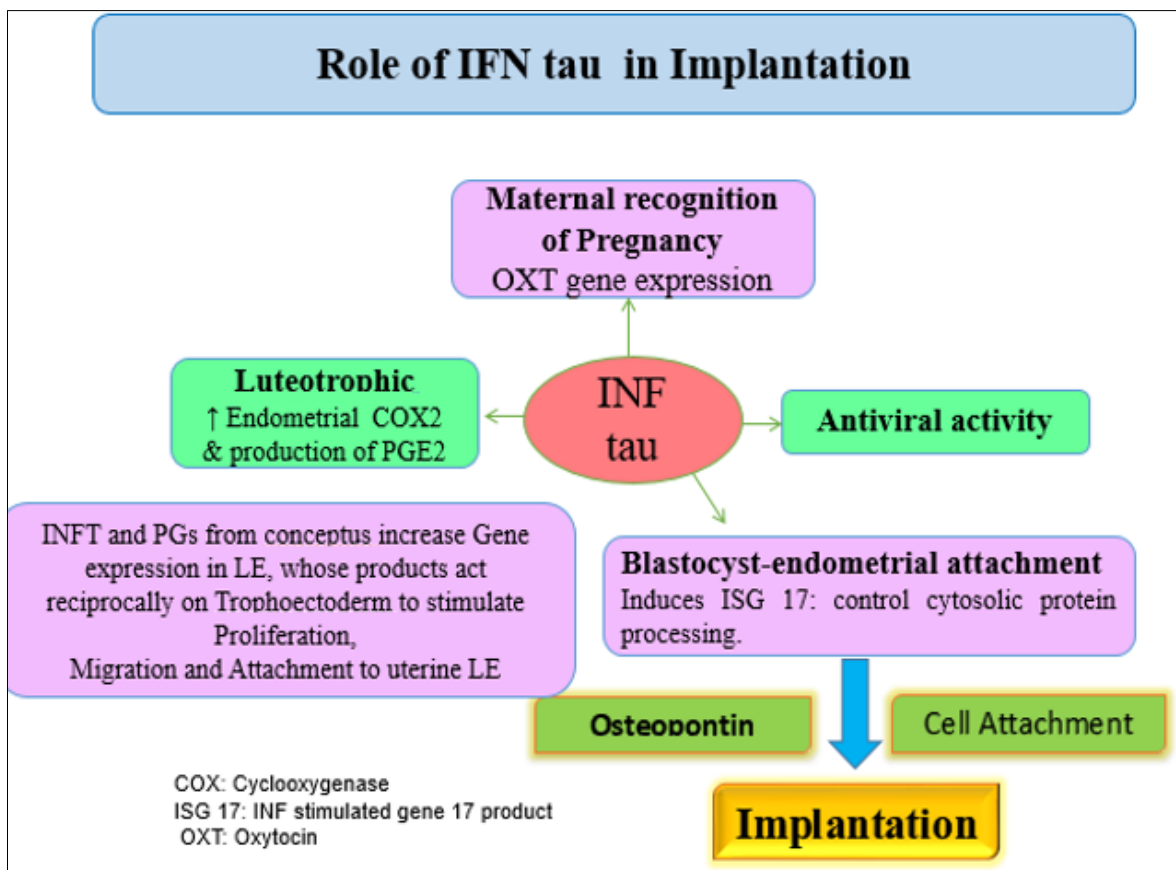 Role of IFN tau in Implantation
Maternal recognition
of Pregnancy
OXT gene expression
Luteotrophic
↑ Endometrial COX2
& production of PGE2
INF
tau
Antiviral activity
INFT and PGs from conceptus increase Gene
expression in LE, whose products act
reciprocally on Trophoectoderm to stimulate
Proliferation,
Migration and Attachment to uterine LE
Blastocyst-endometrial attachment
Induces ISG 17: control cytosolic protein
processing.
Osteopontin
Cell Attachment
Implantation
COX: Cyclooxygenase
ISG 17: INF stimulated gene 17 product
OXT: Oxytocin